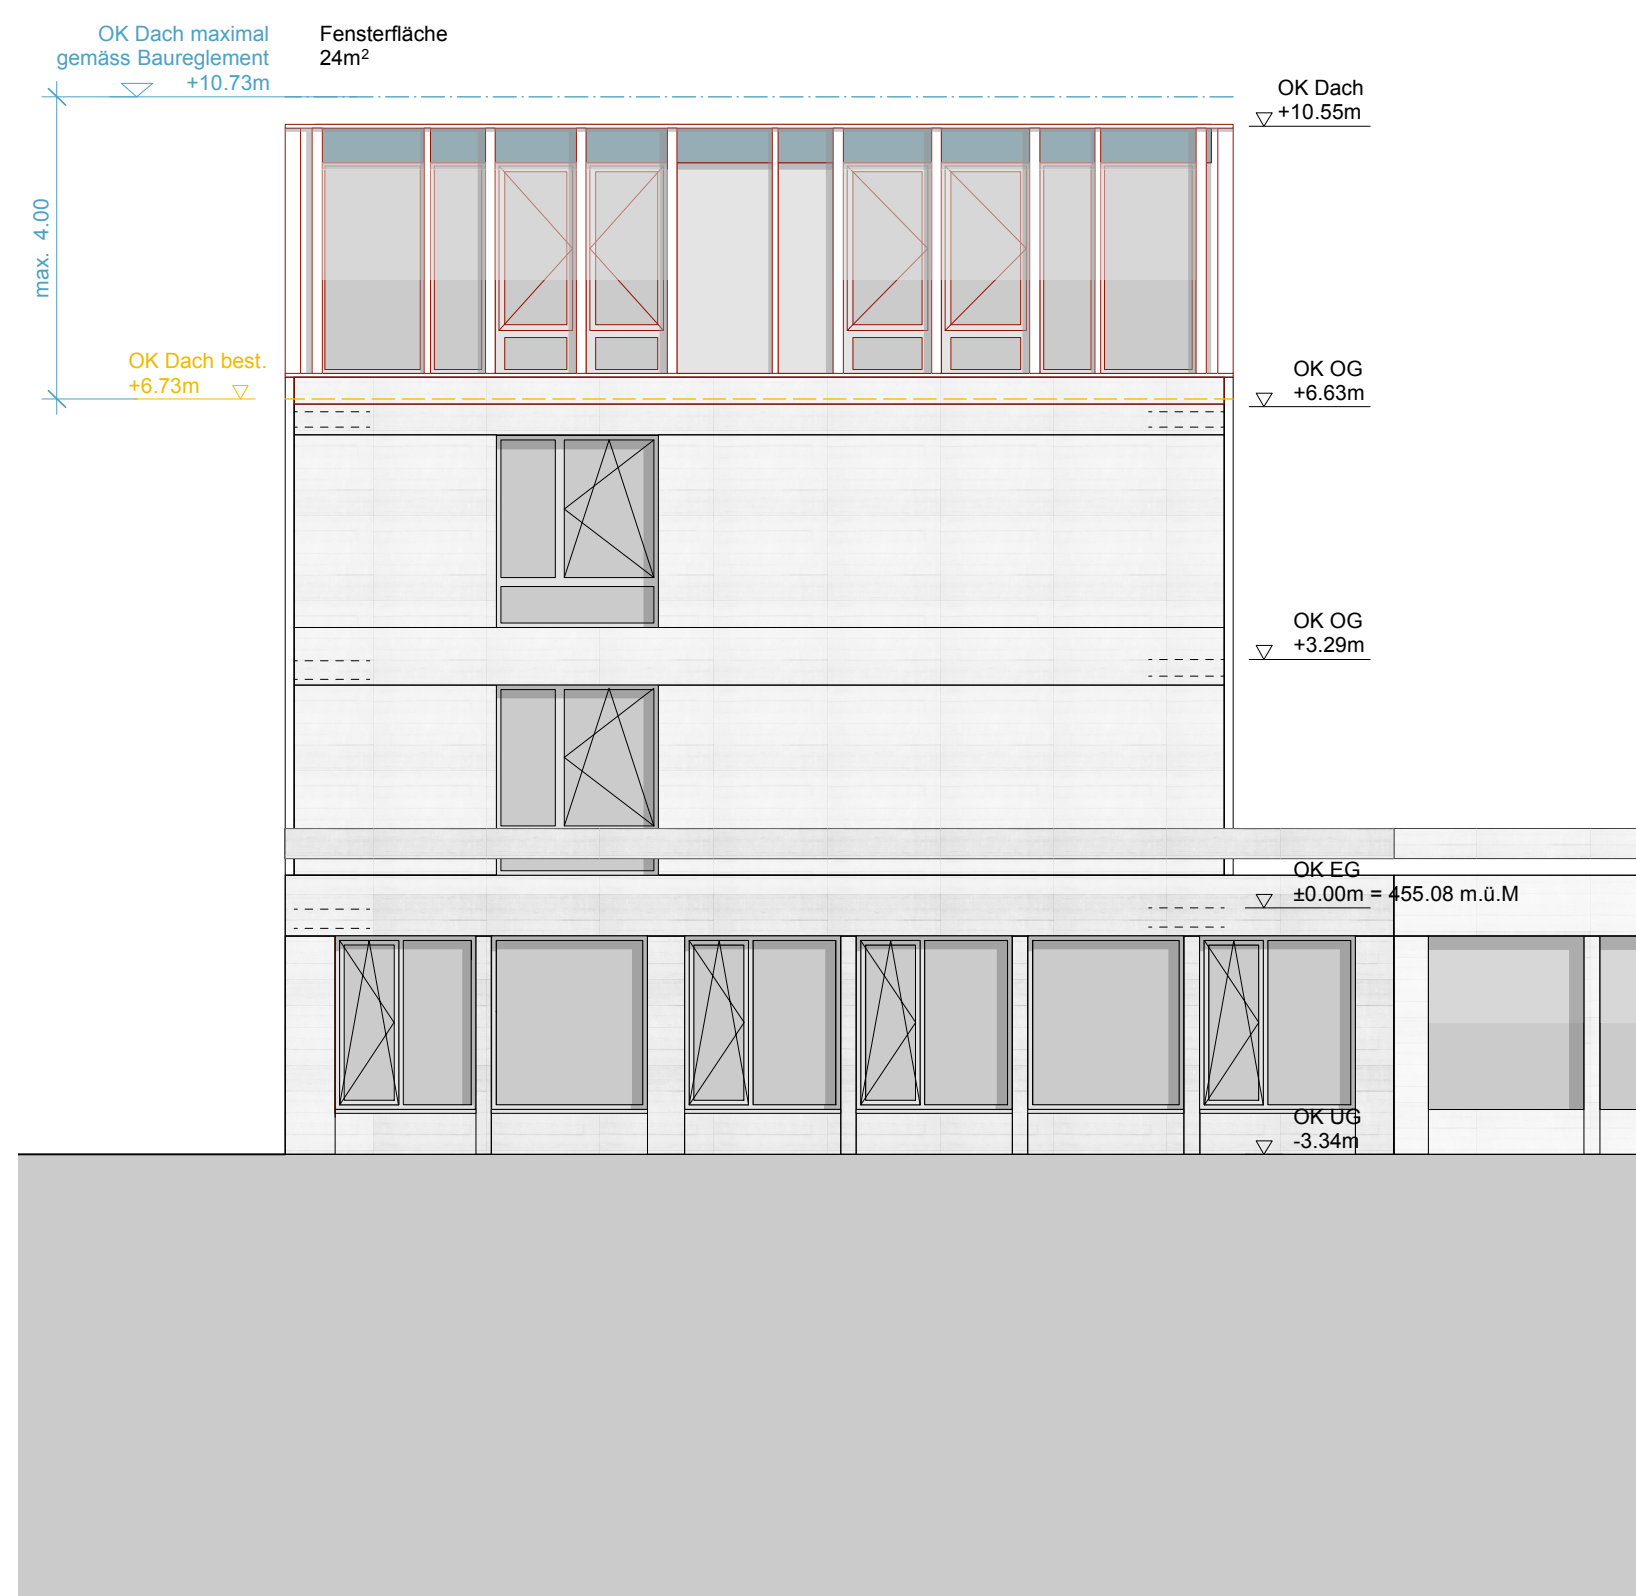 OK Dach maximal
gemäss Baureglement
+10.73m
Fensterfläche
24m²
OK Dach
+10.55m
max. 4.00
OK Dach best.
+6.73m
OK OG
+6.63m
OK OG
+3.29m
OK EG
±0.00m = 455.08 m.ü.M
OK UG
-3.34m